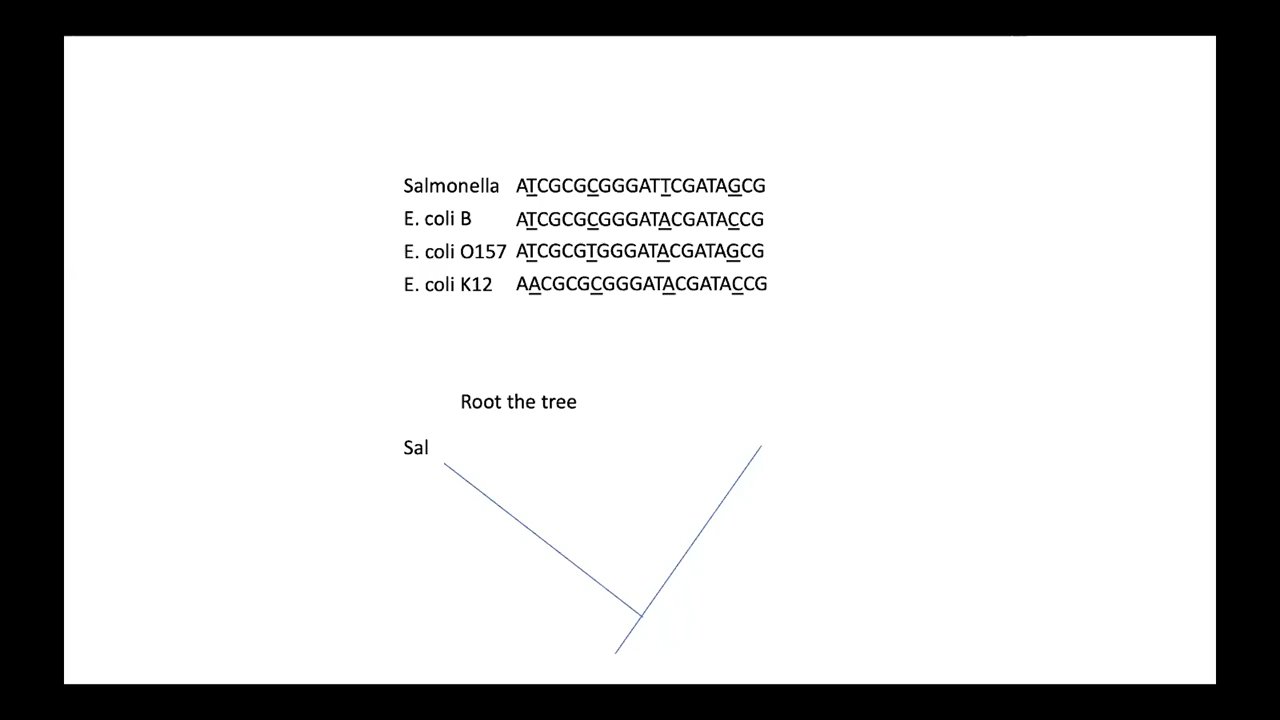 Salmonella ATCGCGCGGGATTCGATAGCG
E. coli B ATCGCGCGGGATACGATACCG
E. coli O157 ATCGCGTGGGATACGATAGCG
E. coli K12 AACGCGCGGGATACGATACCG
Root the tree
Sal